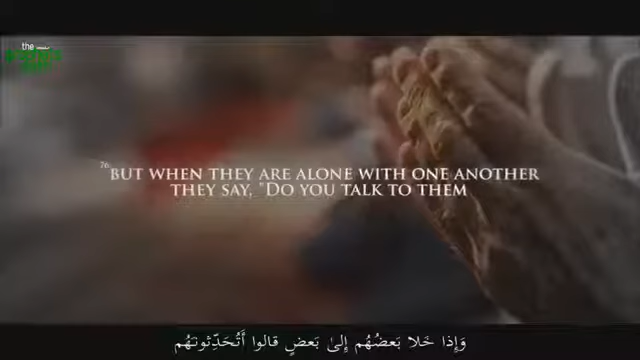 the
76.
BUT WHEN THEY ARE ALONE WITH ONE ANOTHER
THEY SAY, "DO YOU TALK TO THEM
وَإِذا خَلا بَعضُهُم إِلىٰ بَعضٍ قالوا أَتُحَدِّثونَهُم